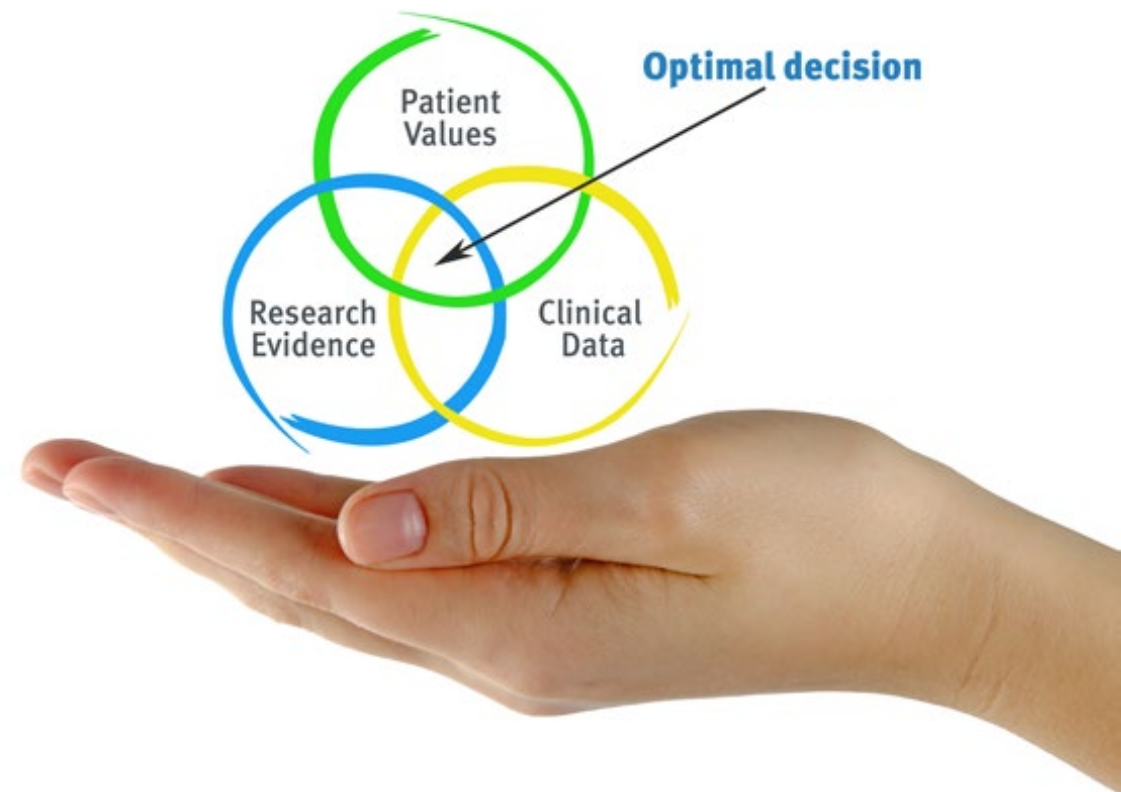 Optimal decision
Patient
Values
Research
Evidence
Clinical
Data